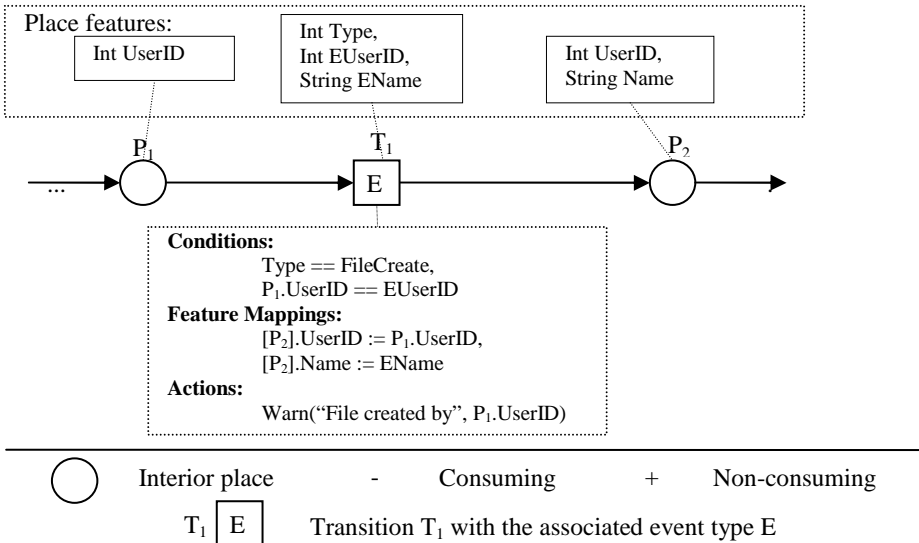 Place features:
Int UserID
Int Type,
Int EUserID,
String EName
Int UserID,
String Name
P₁
T₁
P₂
...
E
.
Conditions:
Type == FileCreate,
P₁.UserID == EUserID
Feature Mappings:
[P₂].UserID := P₁.UserID,
[P₂].Name := EName
Actions:
Warn(“File created by”, P₁.UserID)
Interior place - Consuming + Non-consuming
T₁ E Transition T₁ with the associated event type E